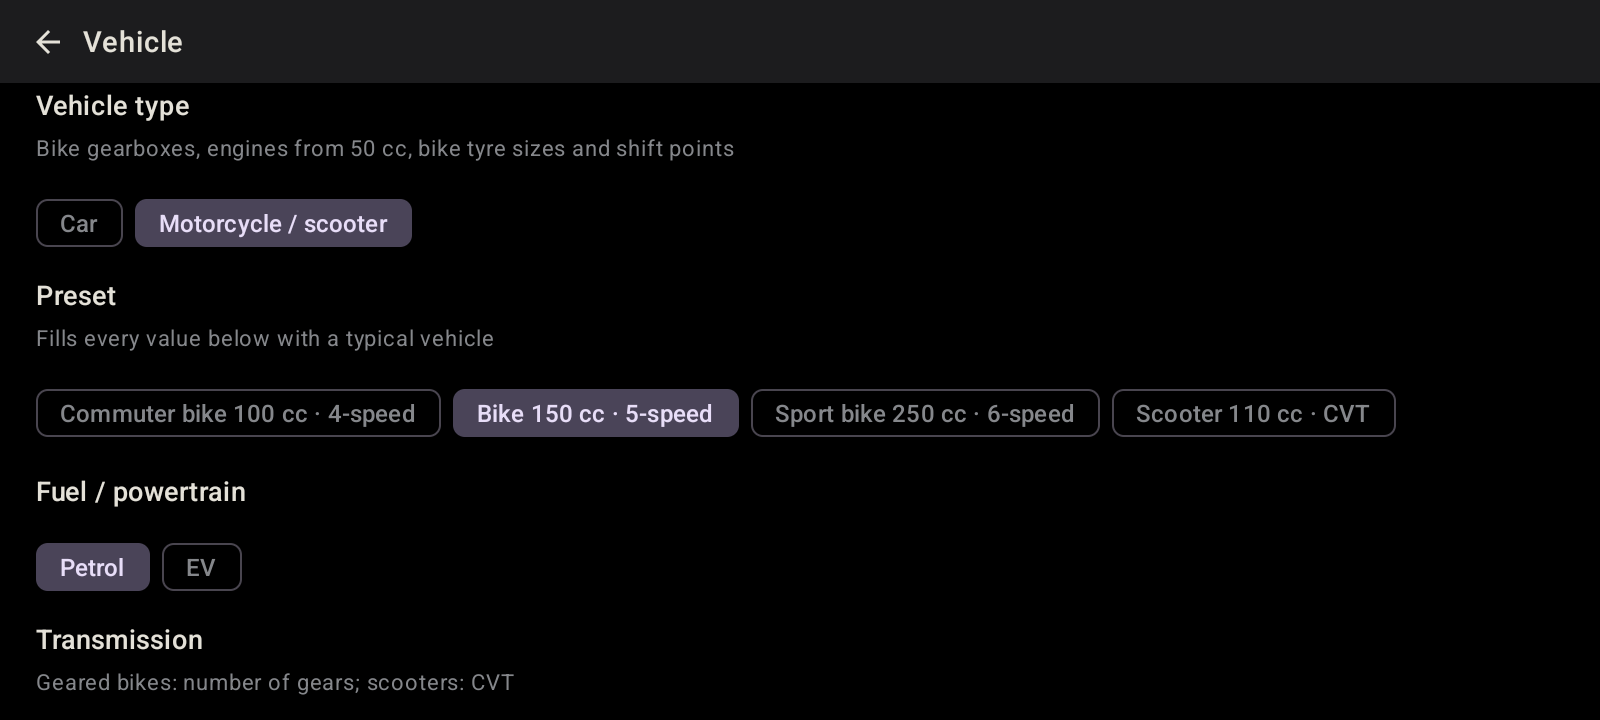 Vehicle
Vehicle type
Bike gearboxes, engines from 50 cc, bike tyre sizes and shift points
Car
Motorcycle / scooter
Preset
Fills every value below with a typical vehicle
Commuter bike 100 cc · 4-speed
Bike 150 cc · 5-speed
Sport bike 250 cc · 6-speed
Scooter 110 cc · CVT
Fuel / powertrain
Petrol
EV
Transmission
Geared bikes: number of gears; scooters: CVT